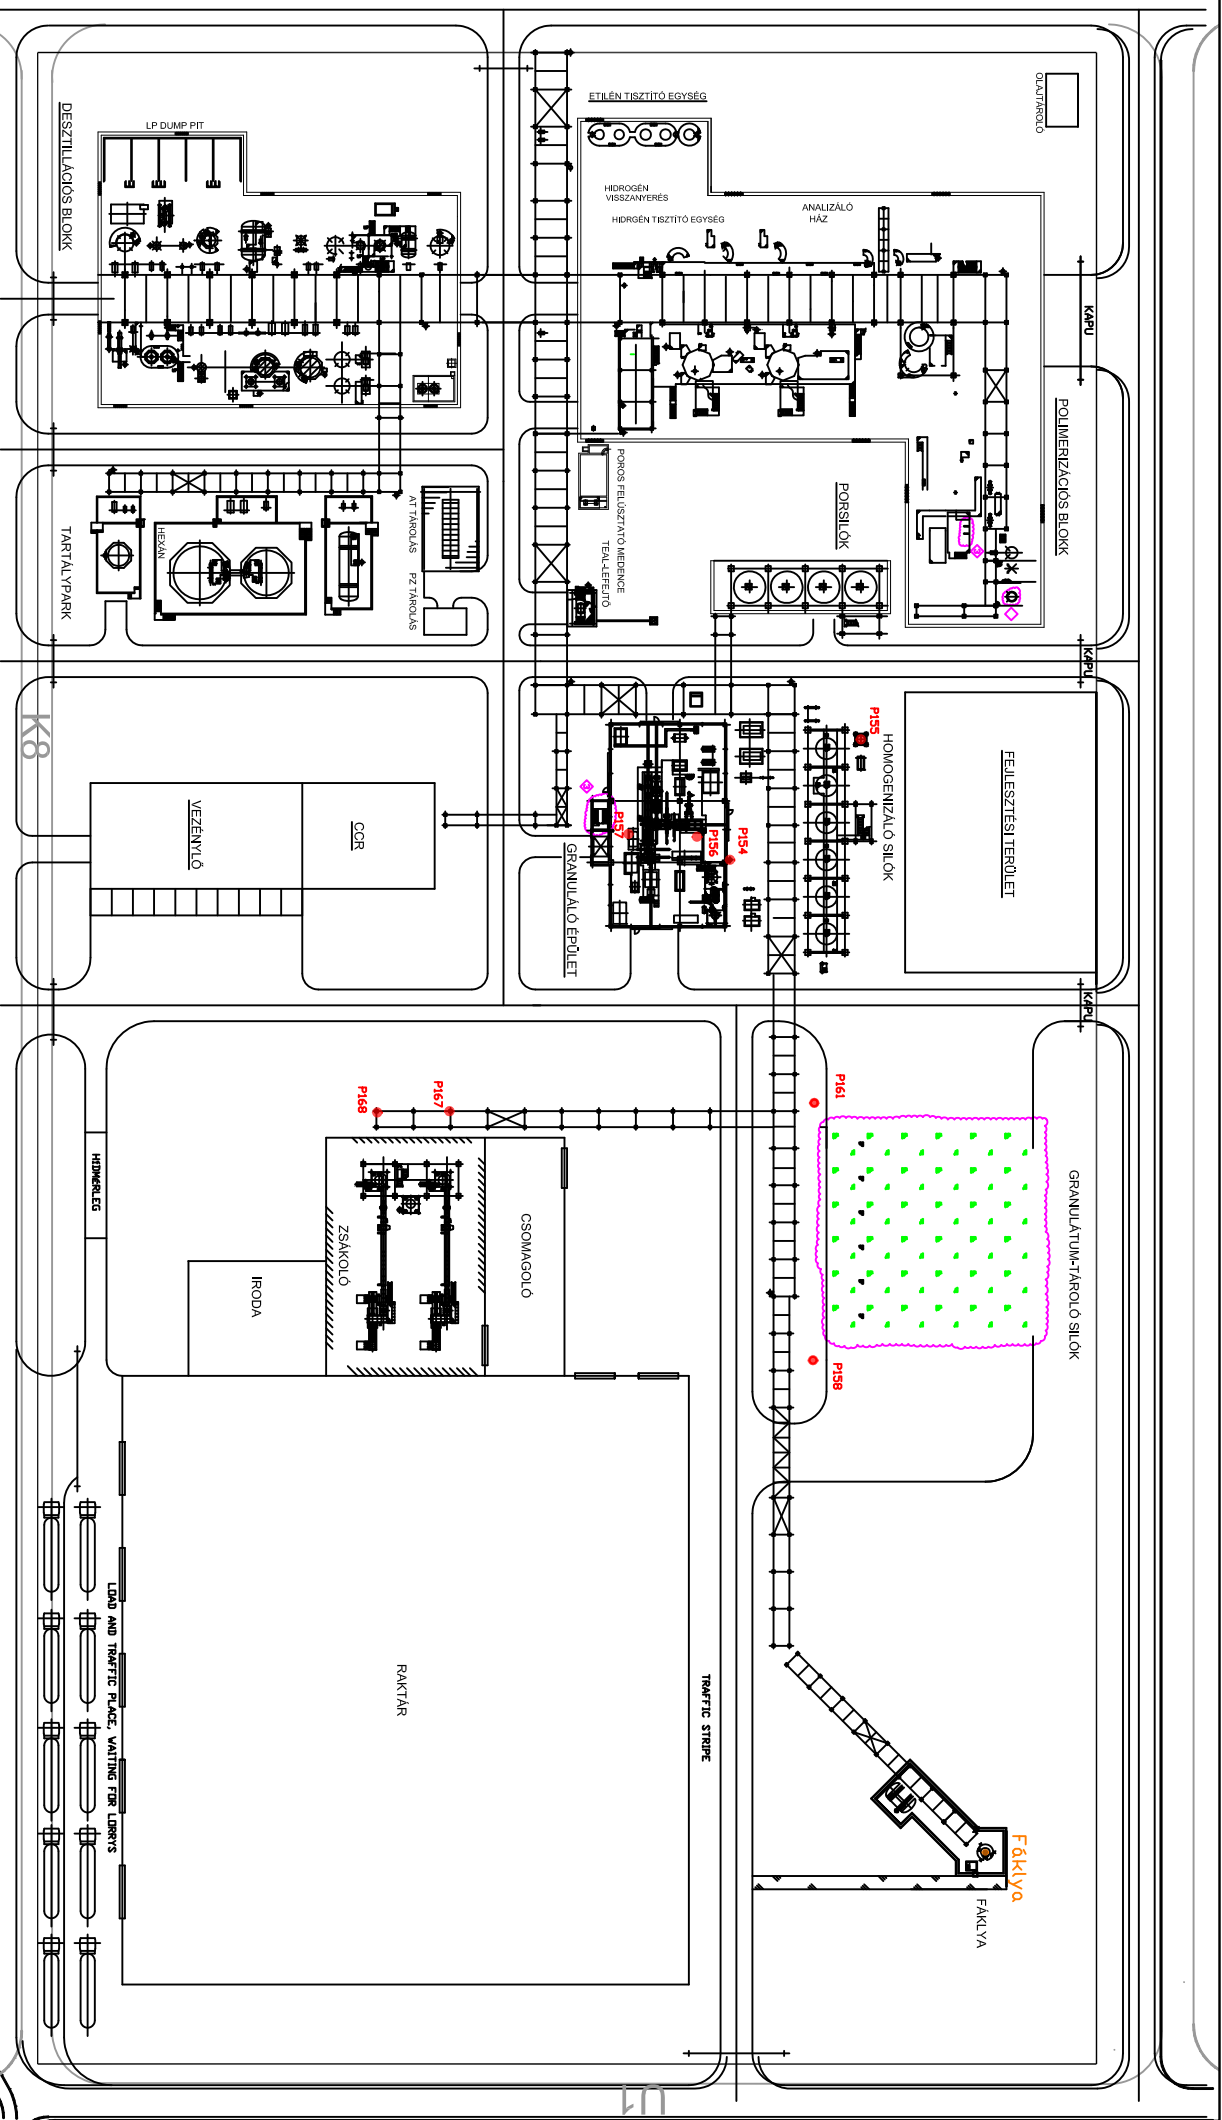 OLAJTÁROLÓ
ETILÉN TISZTÍTÓ EGYSÉG
LP DUMP PIT
DESZTILLÁCIÓS BLOKK
HIDROGÉN
VISSZANYERÉS
HIDRGÉN TISZTÍTÓ EGYSÉG
ANALIZÁLÓ
HÁZ
KAPU
POLIMERIZÁCIÓS BLOKK
POROS FELÚSZTATÓ MEDENCE
TEAL-LEFEJTŐ
PORSILÓK
AT TÁROLÁS
PZ TÁROLÁS
HEXÁN
TARTÁLYPARK
KAPU
K8
P155
HOMOGENIZÁLÓ SILÓK
FEJLESZTÉSI TERÜLET
VEZÉNYLŐ
CCR
P157
P156
P154
GRANULÁLÓ ÉPÜLET
KAPU
P161
P168
P167
HIDMÉRLEG
GRANULÁTUM-TÁROLÓ SILÓK
ZSÁKOLÓ
CSOMAGOLÓ
IRODA
P158
LOAD AND TRAFFIC PLACE, WAITING FOR LORRYS
RAKTÁR
TRAFFIC STRIPE
Fáklya
FÁKLYA
U1